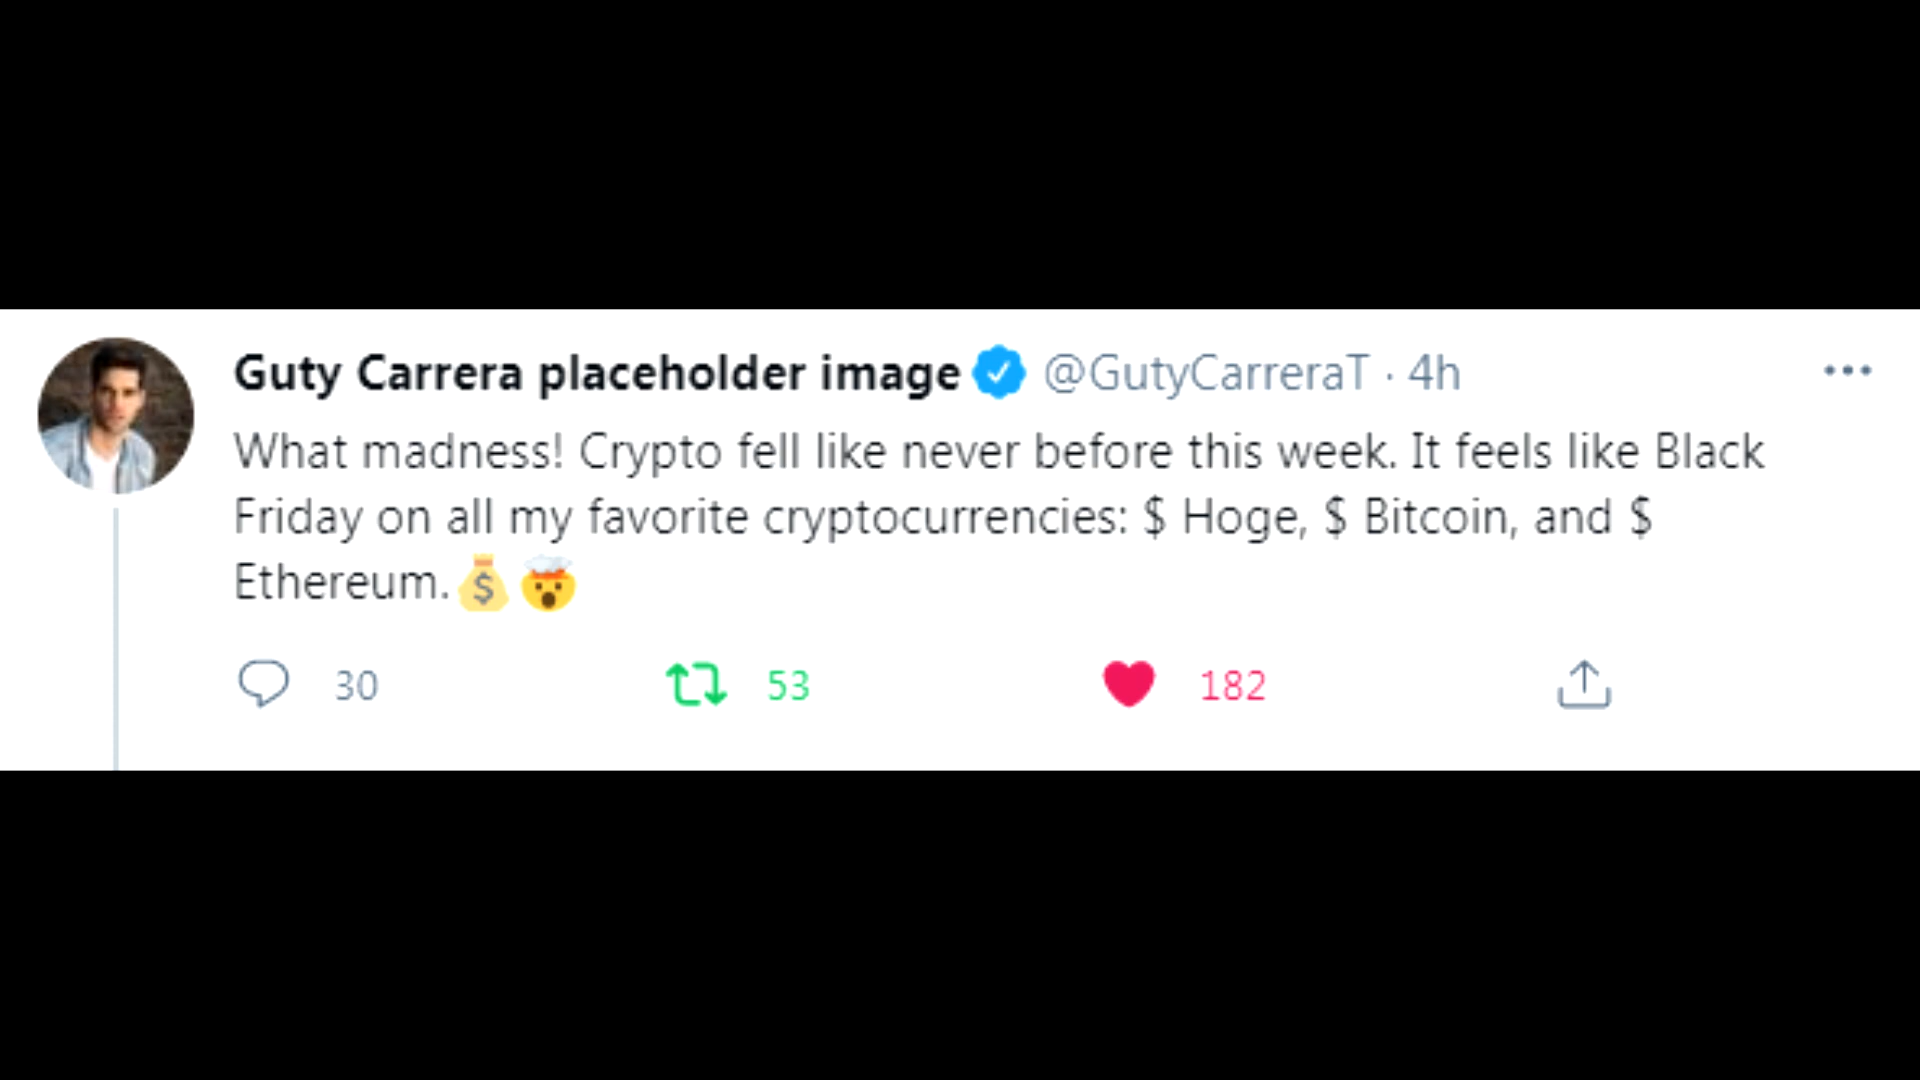 Guty Carrera placeholder image @GutyCarreraT · 4h
What madness! Crypto fell like never before this week. It feels like Black
Friday on all my favorite cryptocurrencies: $ Hoge, $ Bitcoin, and $
Ethereum.💰🤯
30 53 182